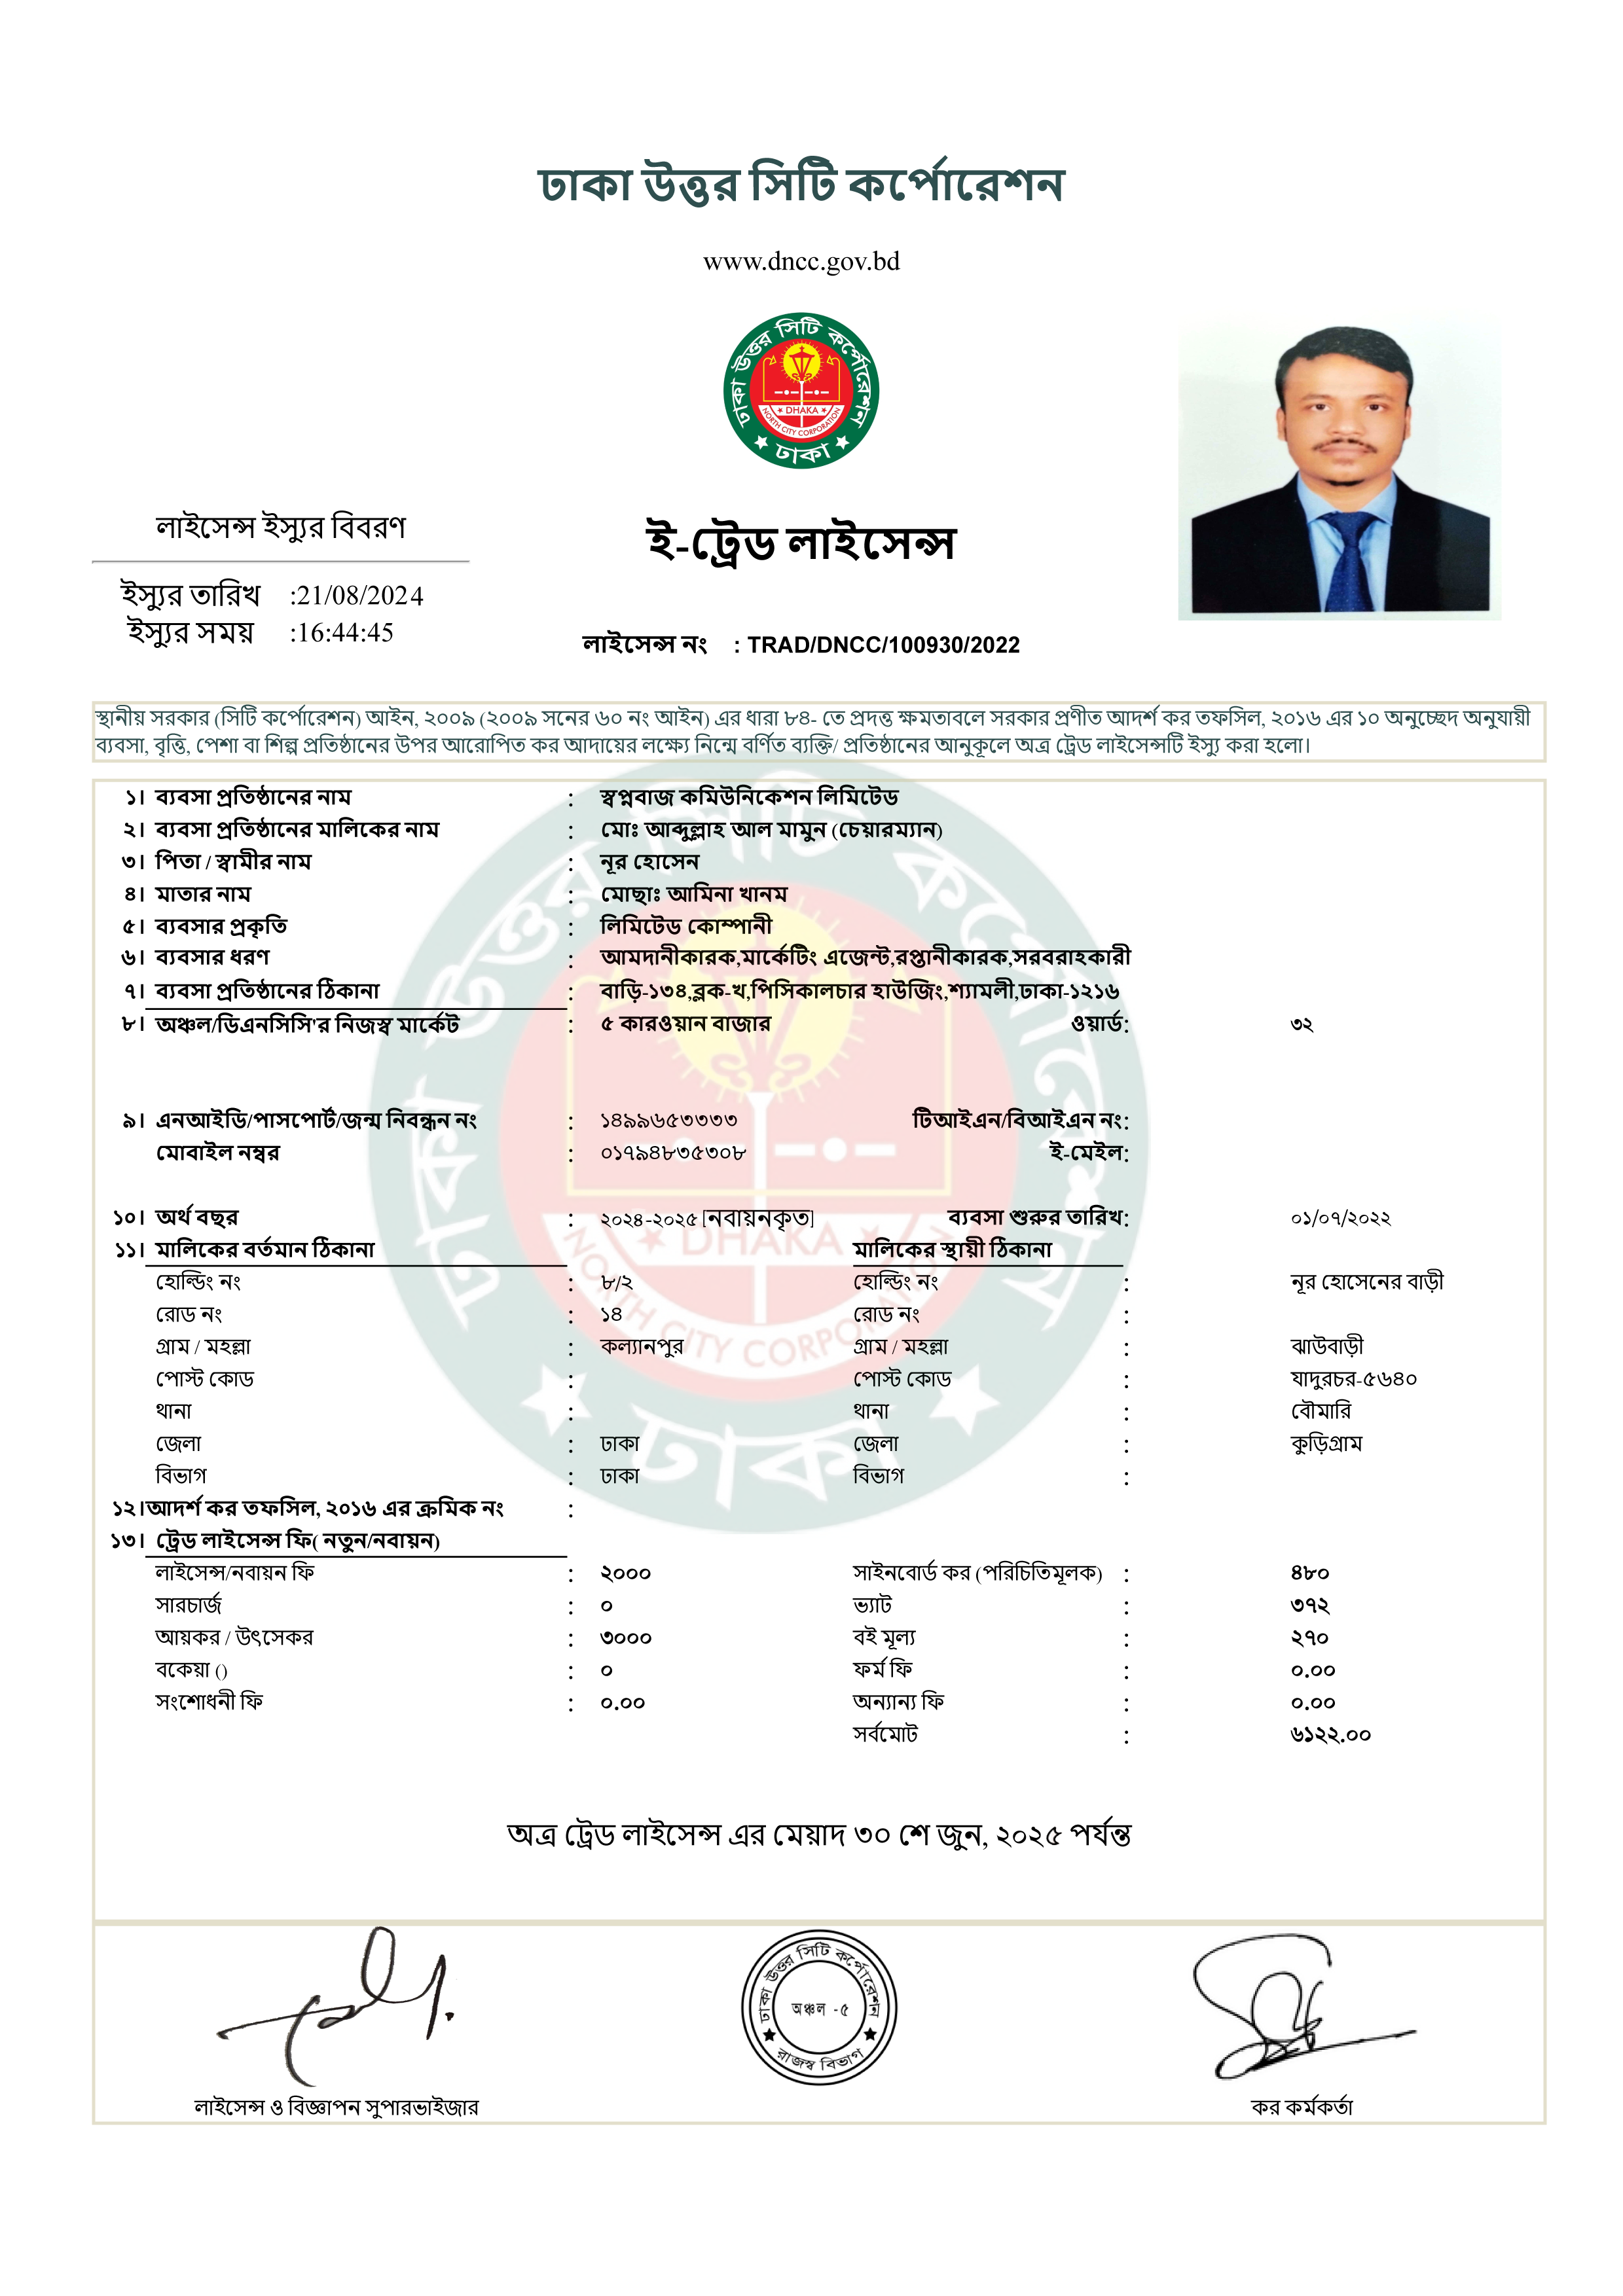 ঢাকা উত্তর সিটি কর্পোরেশন
www.dncc.gov.bd
ঢাকা উত্তর সিটি কর্পোরেশন
DHAKA
NORTH CITY CORPORATION
ঢাকা
লাইসেন্স ইস্যুর বিবরণ
ই-ট্রেড লাইসেন্স
ইস্যুর তারিখ :21/08/2024
ইস্যুর সময় :16:44:45
লাইসেন্স নং : TRAD/DNCC/100930/2022
স্থানীয় সরকার (সিটি কর্পোরেশন) আইন, ২০০৯ (২০০৯ সনের ৬০ নং আইন) এর ধারা ৮৪- তে প্রদত্ত ক্ষমতাবলে সরকার প্রণীত আদর্শ কর তফসিল, ২০১৬ এর ১০ অনুচ্ছেদ অনুযায়ী
ব্যবসা, বৃত্তি, পেশা বা শিল্প প্রতিষ্ঠানের উপর আরোপিত কর আদায়ের লক্ষ্যে নিম্মে বর্ণিত ব্যক্তি/ প্রতিষ্ঠানের আনুকূলে অত্র ট্রেড লাইসেন্সটি ইস্যু করা হলো।
১। ব্যবসা প্রতিষ্ঠানের নাম : স্বপ্নবাজ কমিউনিকেশন লিমিটেড
২। ব্যবসা প্রতিষ্ঠানের মালিকের নাম : মোঃ আব্দুল্লাহ আল মামুন (চেয়ারম্যান)
৩। পিতা / স্বামীর নাম : নূর হোসেন
৪। মাতার নাম : মোছাঃ আমিনা খানম
৫। ব্যবসার প্রকৃতি : লিমিটেড কোম্পানী
৬। ব্যবসার ধরণ : আমদানীকারক,মার্কেটিং এজেন্ট,রপ্তানীকারক,সরবরাহকারী
৭। ব্যবসা প্রতিষ্ঠানের ঠিকানা : বাড়ি-১৩৪,ব্লক-খ,পিসিকালচার হাউজিং,শ্যামলী,ঢাকা-১২১৬
৮। অঞ্চল/ডিএনসিসি'র নিজস্ব মার্কেট : ৫ কারওয়ান বাজার ওয়ার্ড: ৩২
৯। এনআইডি/পাসপোর্ট/জন্ম নিবন্ধন নং : ১৪৯৯৬৫৩৩৩৩ টিআইএন/বিআইএন নং:
মোবাইল নম্বর : ০১৭৯৪৮৩৫৩০৮ ই-মেইল:
১০। অর্থ বছর : ২০২৪-২০২৫ [নবায়নকৃত] ব্যবসা শুরুর তারিখ: ০১/০৭/২০২২
১১। মালিকের বর্তমান ঠিকানা মালিকের স্থায়ী ঠিকানা
হোল্ডিং নং : ৮/২ হোল্ডিং নং : নূর হোসেনের বাড়ী
রোড নং : ১৪ রোড নং :
গ্রাম / মহল্লা : কল্যানপুর গ্রাম / মহল্লা : ঝাউবাড়ী
পোস্ট কোড : পোস্ট কোড : যাদুরচর-৫৬৪০
থানা : থানা : বৌমারি
জেলা : ঢাকা জেলা : কুড়িগ্রাম
বিভাগ : ঢাকা বিভাগ :
১২।আদর্শ কর তফসিল, ২০১৬ এর ক্রমিক নং :
১৩। ট্রেড লাইসেন্স ফি( নতুন/নবায়ন)
লাইসেন্স/নবায়ন ফি : ২০০০ সাইনবোর্ড কর (পরিচিতিমূলক) : ৪৮০
সারচার্জ : ০ ভ্যাট : ৩৭২
আয়কর / উৎসেকর : ৩০০০ বই মূল্য : ২৭০
বকেয়া () : ০ ফর্ম ফি : ০.০০
সংশোধনী ফি : ০.০০ অন্যান্য ফি : ০.০০
সর্বমোট : ৬১২২.০০
অত্র ট্রেড লাইসেন্স এর মেয়াদ ৩০ শে জুন, ২০২৫ পর্যন্ত
ঢাকা উত্তর সিটি কর্পোরেশন
অঞ্চল -৫
রাজস্ব বিভাগ
লাইসেন্স ও বিজ্ঞাপন সুপারভাইজার
কর কর্মকর্তা